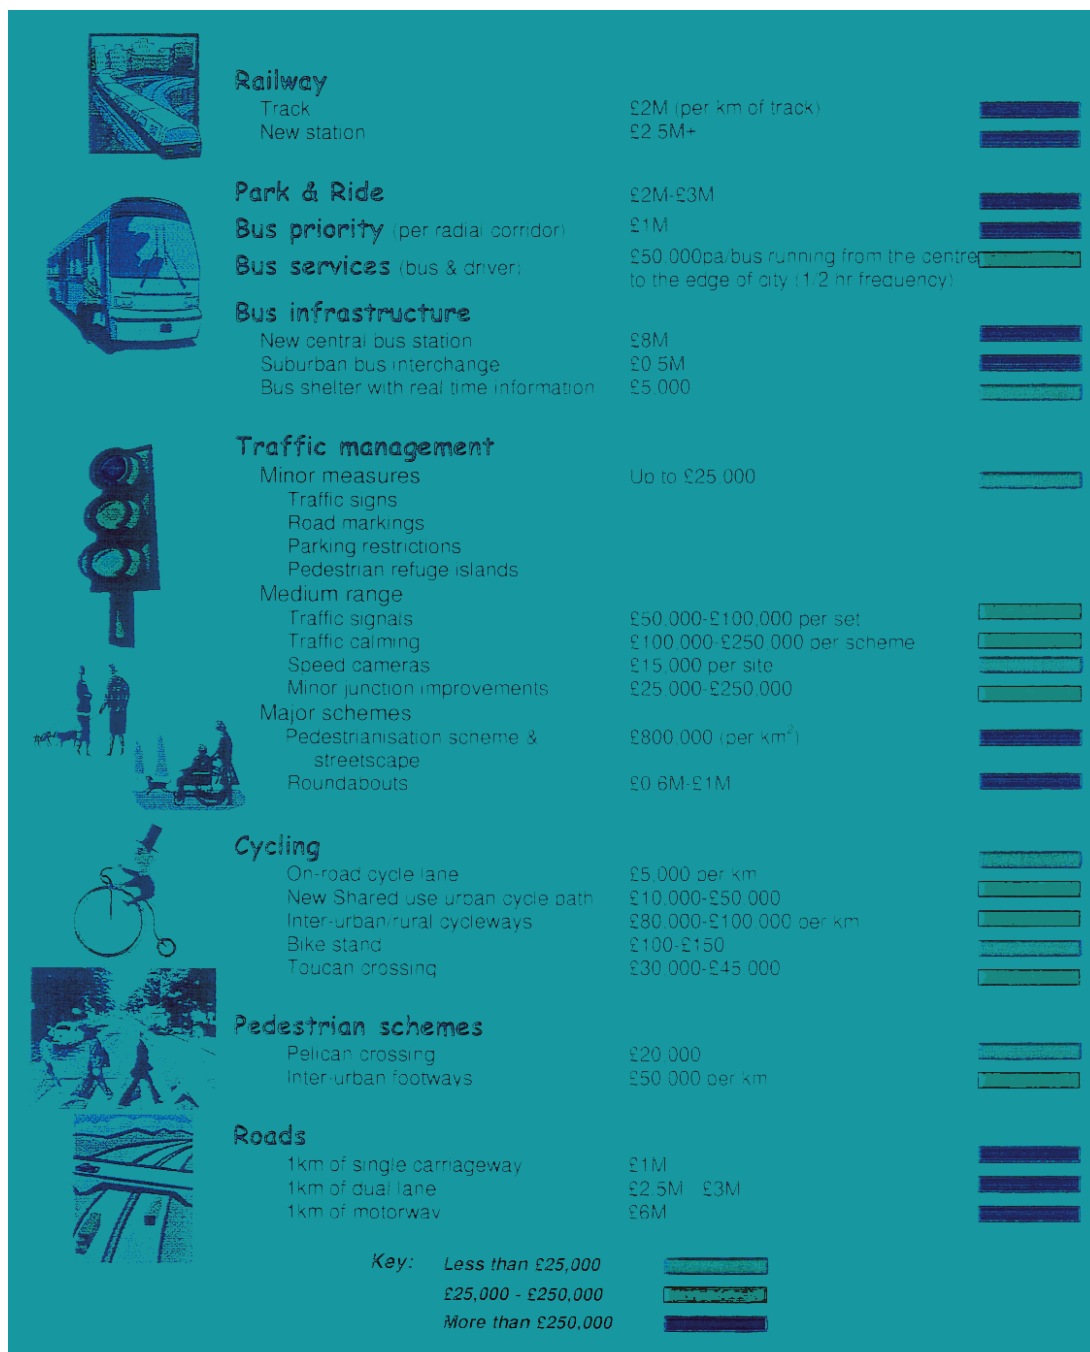 Railway
Track £2M (per km of track)
New station £2.5M+
Park & Ride £2M-£3M
Bus priority (per radial corridor) £1M
Bus services (bus & driver) £50,000pa/bus running from the centre
to the edge of city (1/2 hr frequency)
Bus infrastructure
New central bus station £8M
Suburban bus interchange £0.5M
Bus shelter with real time information £5,000
Traffic management
Minor measures Up to £25,000
Traffic signs
Road markings
Parking restrictions
Pedestrian refuge islands
Medium range
Traffic signals £50,000-£100,000 per set
Traffic calming £100,000-£250,000 per scheme
Speed cameras £15,000 per site
Minor junction improvements £25,000-£250,000
Major schemes
Pedestrianisation scheme & £800,000 (per km²)
streetscape
Roundabouts £0.6M-£1M
Cycling
On-road cycle lane £5,000 per km
New Shared use urban cycle path £10,000-£50,000
Inter-urban/rural cycleways £80,000-£100,000 per km
Bike stand £100-£150
Toucan crossing £30,000-£45,000
Pedestrian schemes
Pelican crossing £20,000
Inter-urban footways £50,000 per km
Roads
1km of single carriageway £1M
1km of dual lane £2.5M £3M
1km of motorway £6M
Key: Less than £25,000
£25,000 - £250,000
More than £250,000